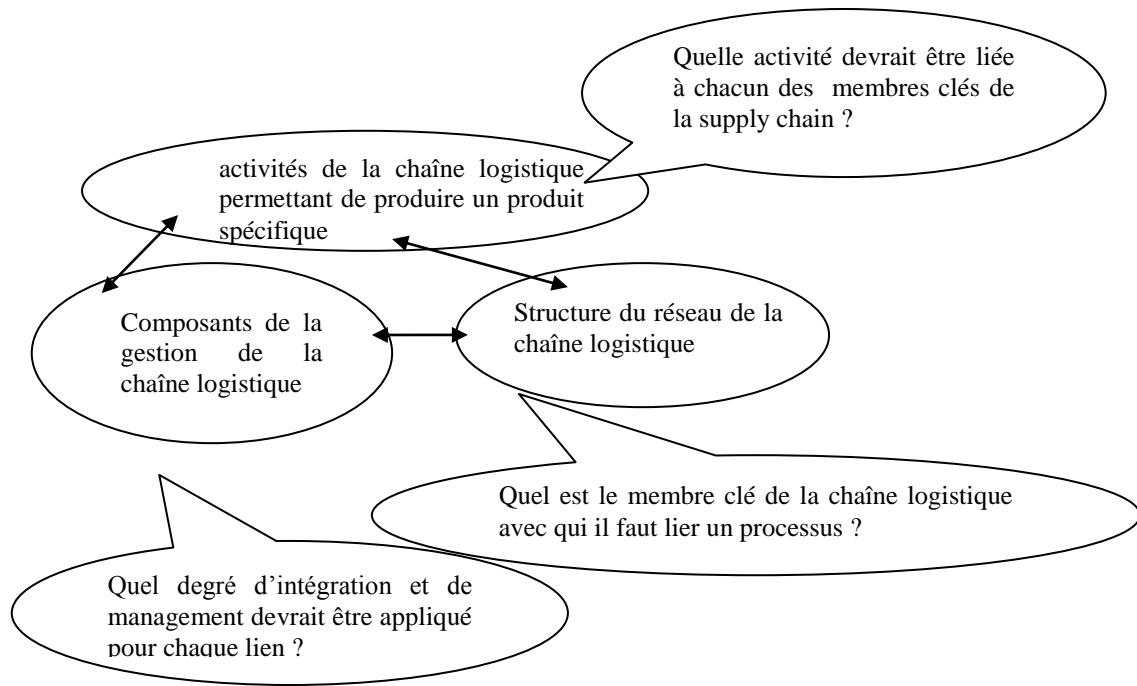 Quelle activité devrait être liée
à chacun des membres clés de
la supply chain ?
activités de la chaîne logistique
permettant de produire un produit
spécifique
Composants de la
gestion de la
chaîne logistique
Structure du réseau de la
chaîne logistique
Quel est le membre clé de la chaîne logistique
avec qui il faut lier un processus ?
Quel degré d’intégration et de
management devrait être appliqué
pour chaque lien ?